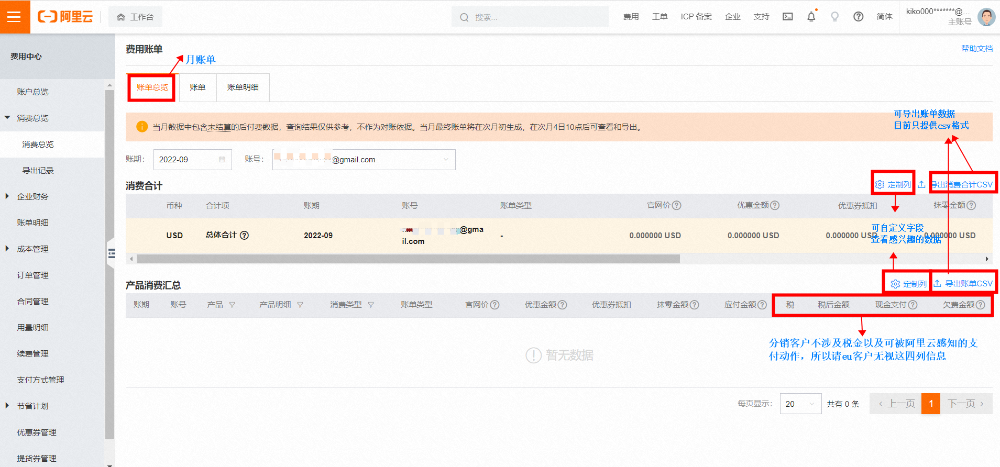 阿里云
工作台
搜索...
费用
工单
ICP 备案
企业
支持
简体
kiko000*******@...
主账号
费用中心
账户总览
消费总览
消费总览
导出记录
企业财务
账单明细
成本管理
订单管理
合同管理
用量明细
续费管理
支付方式管理
节省计划
优惠券管理
提货券管理
费用账单
帮助文档
月账单
账单总览
账单
账单明细
可导出账单数据
目前只提供csv格式
当月数据中包含未结算的后付费数据，查询结果仅供参考，不作为对账依据。当月最终账单将在次月初生成，在次月4日10点后可查看和导出。
账期：
2022-09
账号：
@gmail.com
消费合计
定制列
导出消费合计CSV
币种 合计项 账期 账号 账单类型 官网价 优惠金额 优惠券抵扣 抹零金额
USD 总体合计 2022-09 @gma
il.com
- 0.000000 USD 0.000000 USD 0.000000 USD 0.000000 USD
可自定义字段
查看感兴趣的数据
产品消费汇总
定制列
导出账单CSV
账期 账号 产品 产品明细 消费类型 账单类型 官网价 优惠金额 优惠券抵扣 抹零金额 应付金额 税 税后金额 现金支付 欠费金额
分销客户不涉及税金以及可被阿里云感知的支
付动作，所以请eu客户无视这四列信息
暂无数据
每页显示：
20
共有 0 条
上一页
1
下一页